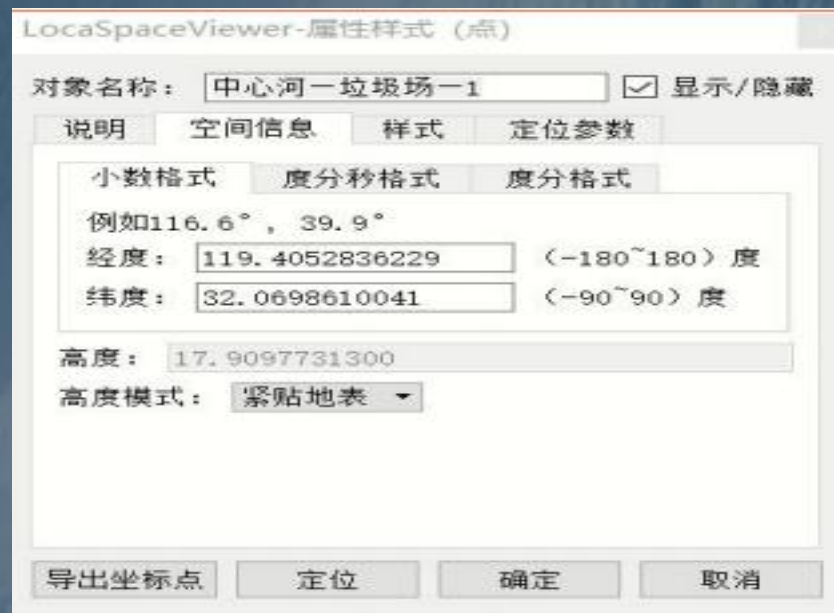 LocaSpaceViewer-属性样式 (点)
对象名称： 中心河一垃圾场一1 显示/隐藏
说明 空间信息 样式 定位参数
小数格式 度分秒格式 度分格式
例如116.6°, 39.9°
经度： 119.4052836229 (-180~180) 度
纬度： 32.0698610041 (-90~90) 度
高度： 17.9097731300
高度模式： 紧贴地表
导出坐标点 定位 确定 取消